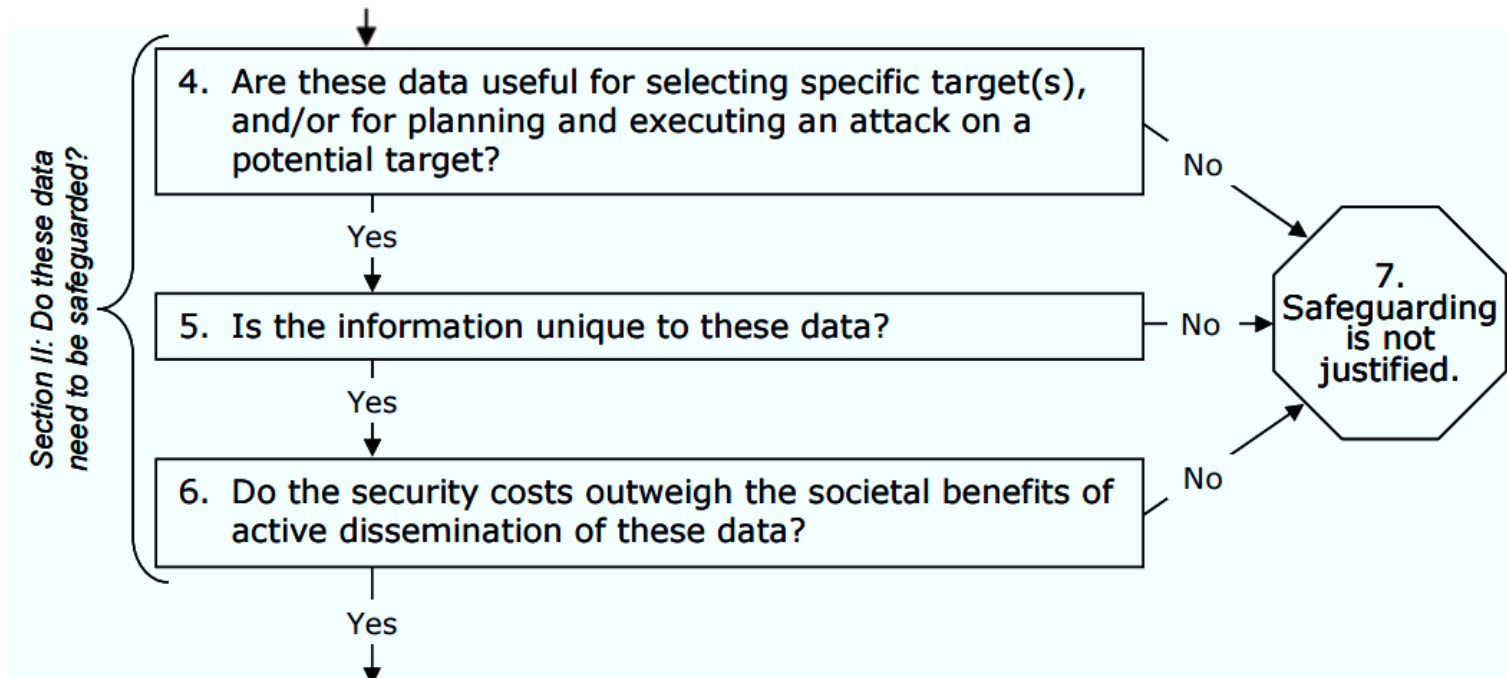 Section II: Do these data
need to be safeguarded?
4. Are these data useful for selecting specific target(s),
and/or for planning and executing an attack on a
potential target?
No
Yes
5. Is the information unique to these data?
No
Yes
6. Do the security costs outweigh the societal benefits of
active dissemination of these data?
No
Yes
7.
Safeguarding
is not
justified.